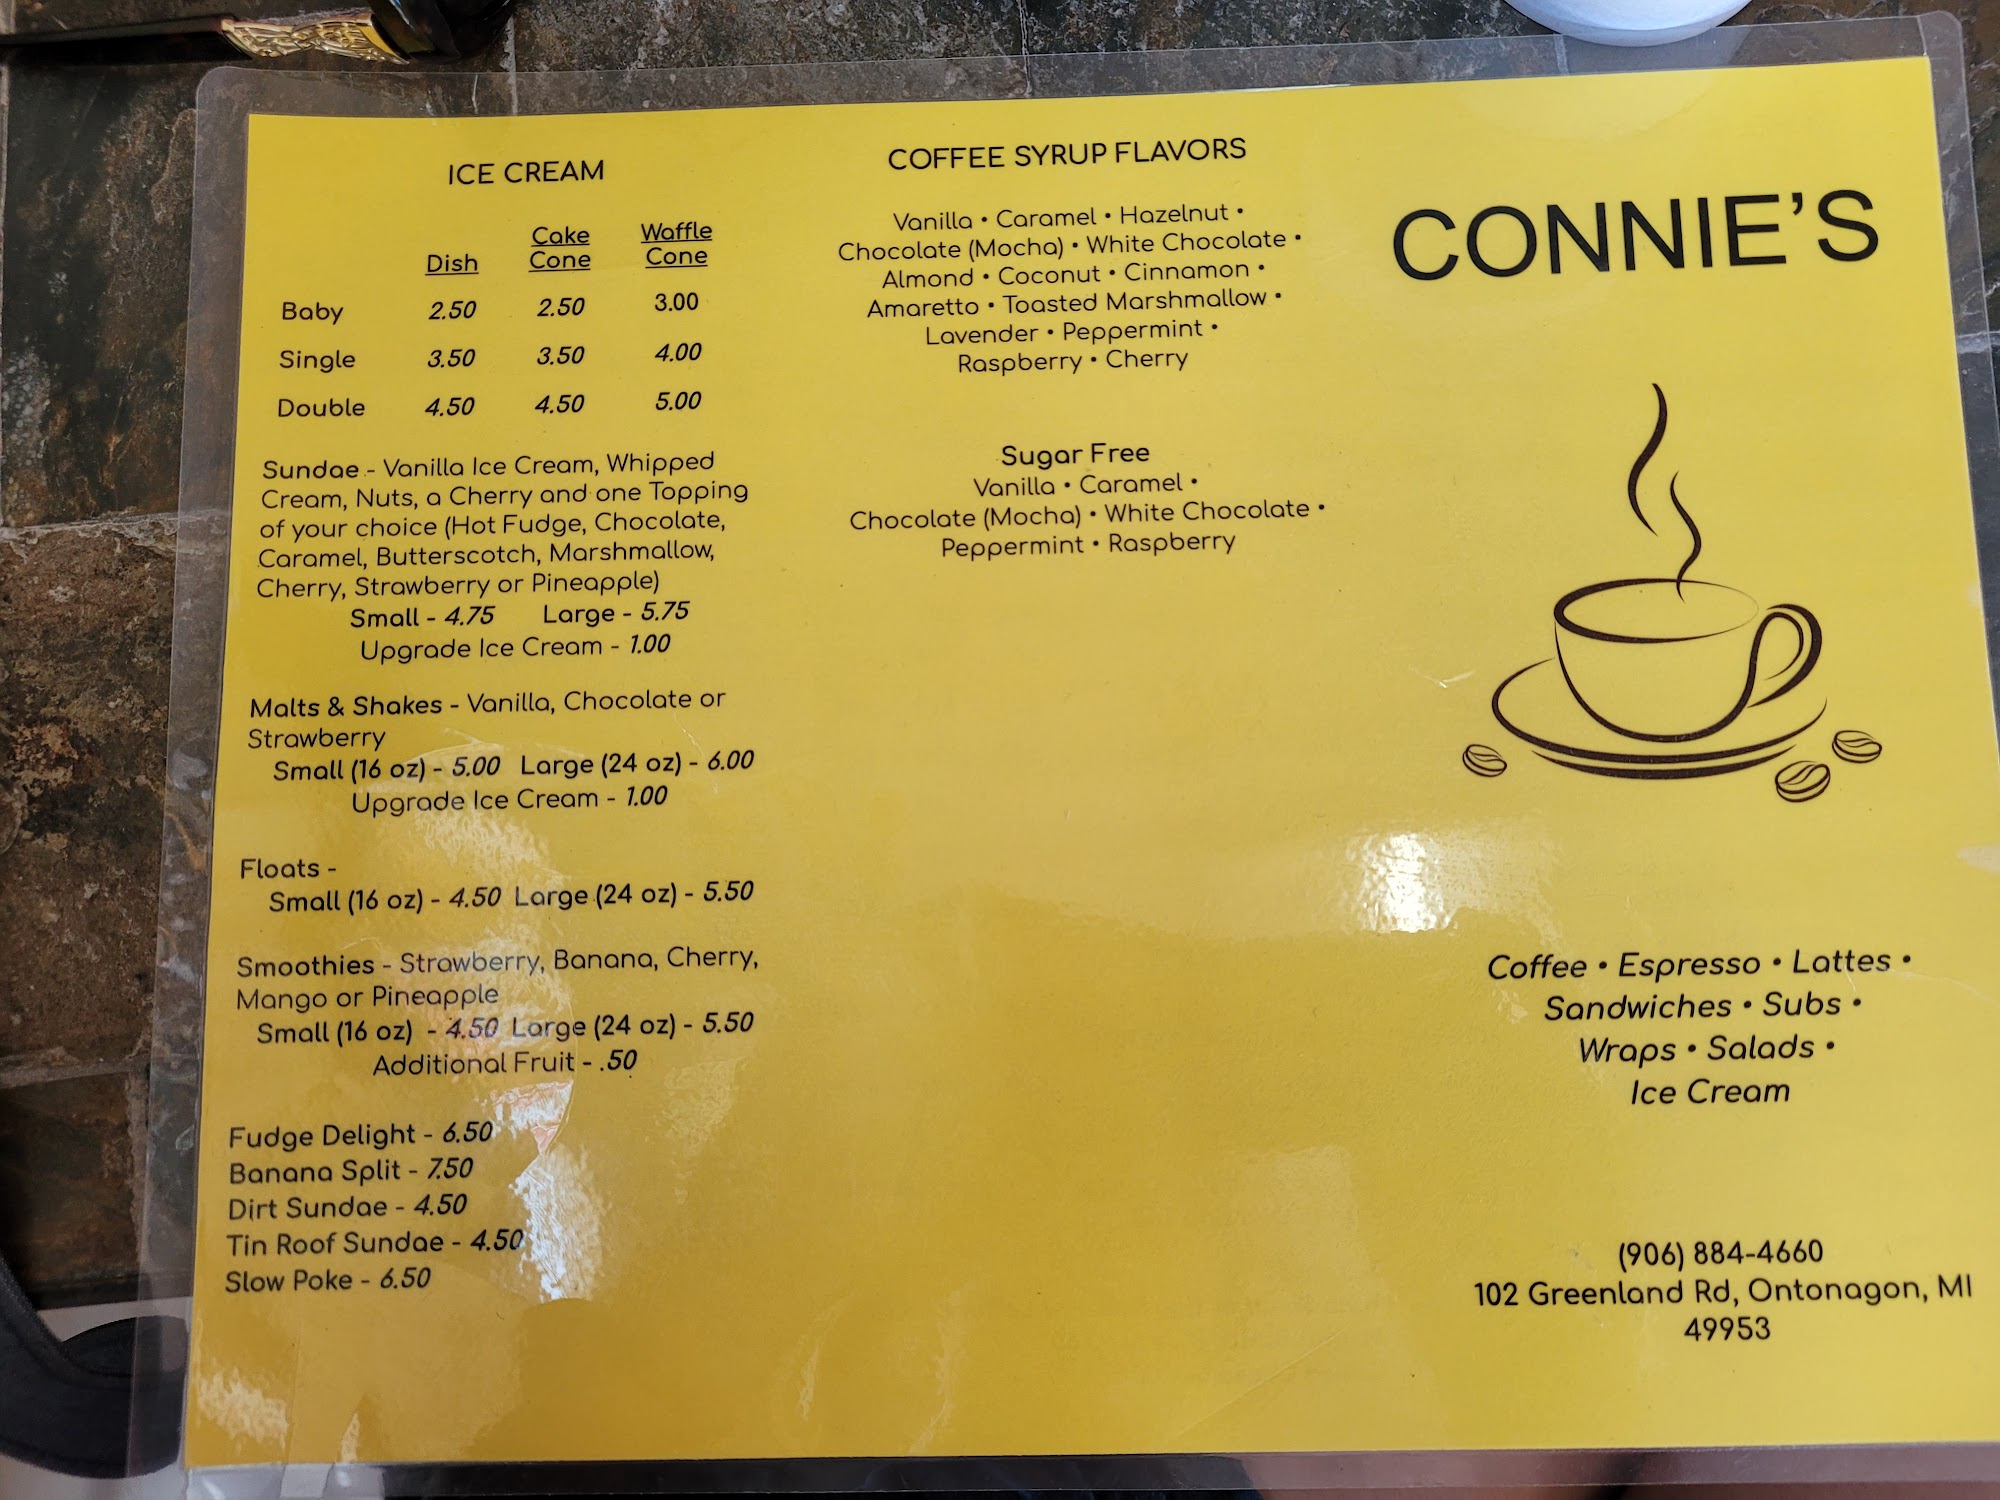 ICE CREAM
Dish Cake Cone Waffle Cone
Baby 2.50 2.50 3.00
Single 3.50 3.50 4.00
Double 4.50 4.50 5.00
Sundae - Vanilla Ice Cream, Whipped
Cream, Nuts, a Cherry and one Topping
of your choice (Hot Fudge, Chocolate,
Caramel, Butterscotch, Marshmallow,
Cherry, Strawberry or Pineapple)
Small - 4.75 Large - 5.75
Upgrade Ice Cream - 1.00
Malts & Shakes - Vanilla, Chocolate or
Strawberry
Small (16 oz) - 5.00 Large (24 oz) - 6.00
Upgrade Ice Cream - 1.00
Floats -
Small (16 oz) - 4.50 Large (24 oz) - 5.50
Smoothies - Strawberry, Banana, Cherry,
Mango or Pineapple
Small (16 oz) - 4.50 Large (24 oz) - 5.50
Additional Fruit - .50
Fudge Delight - 6.50
Banana Split - 7.50
Dirt Sundae - 4.50
Tin Roof Sundae - 4.50
Slow Poke - 6.50
COFFEE SYRUP FLAVORS
Vanilla • Caramel • Hazelnut •
Chocolate (Mocha) • White Chocolate •
Almond • Coconut • Cinnamon •
Amaretto • Toasted Marshmallow •
Lavender • Peppermint •
Raspberry • Cherry
Sugar Free
Vanilla • Caramel •
Chocolate (Mocha) • White Chocolate •
Peppermint • Raspberry
CONNIE'S
Coffee • Espresso • Lattes •
Sandwiches • Subs •
Wraps • Salads •
Ice Cream
(906) 884-4660
102 Greenland Rd, Ontonagon, MI
49953